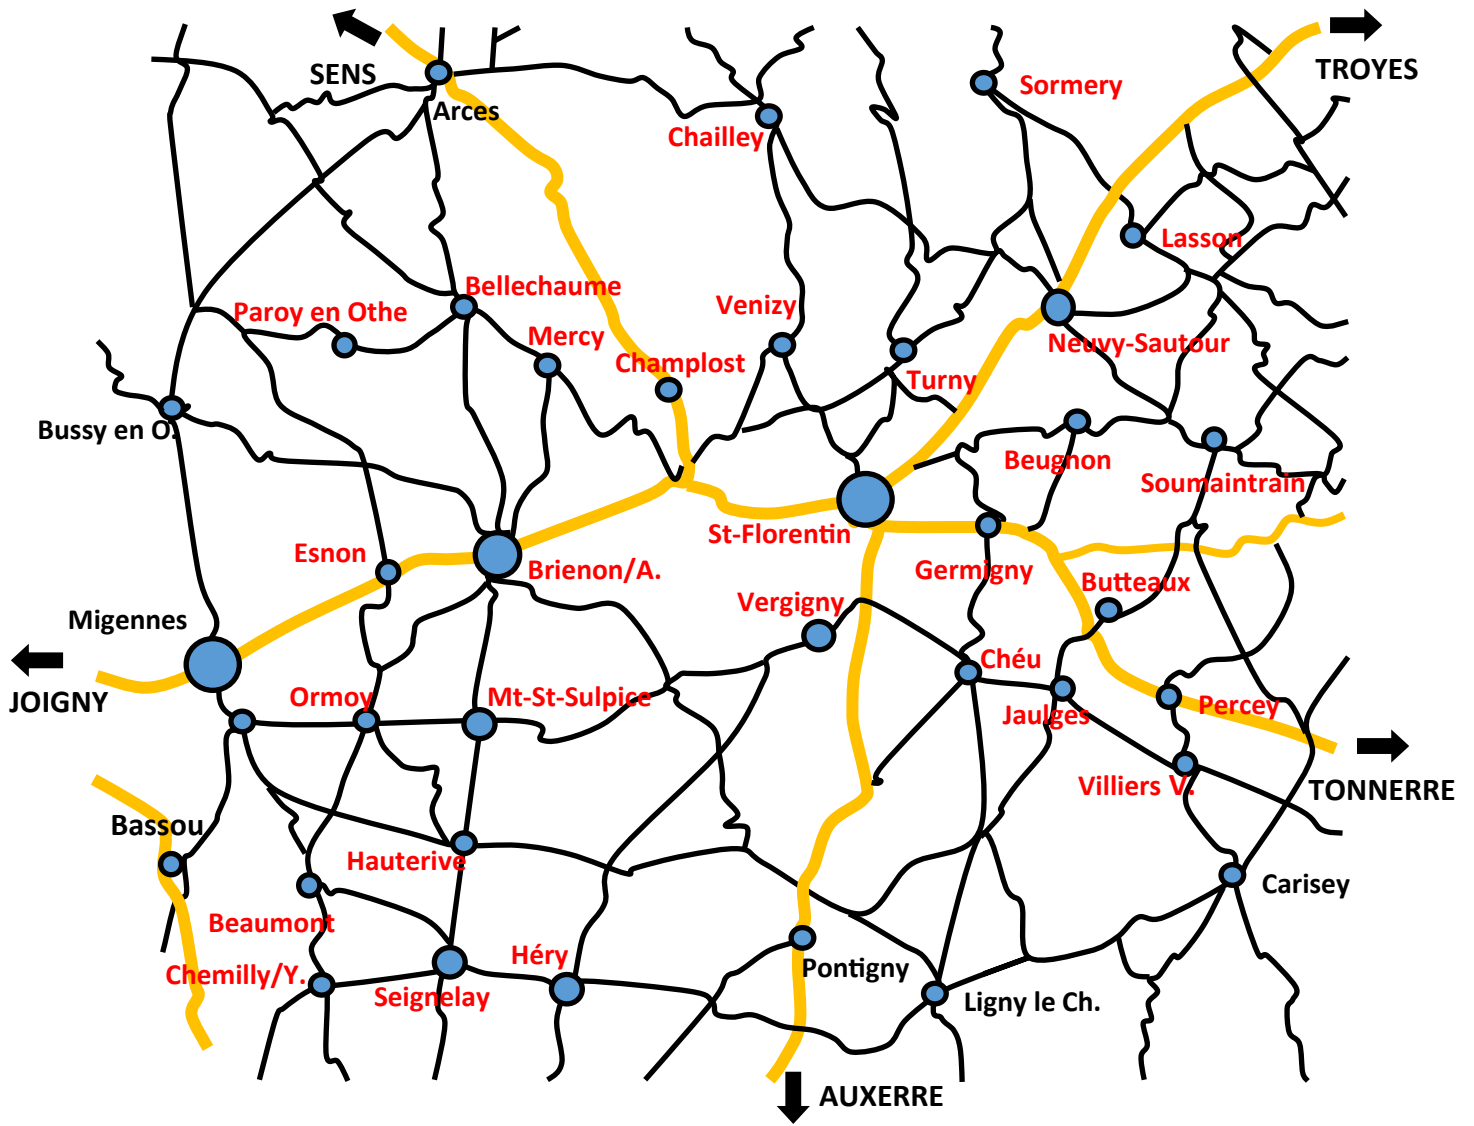 SENS
TROYES
Sormery
Arces
Chailley
Lasson
Bellechaume
Paroy en Othe
Venizy
Mercy
Neuvy-Sautour
Champlost
Turny
Bussy en O.
Beugnon
Soumaintrain
St-Florentin
Esnon
Brienon/A.
Germigny
Butteaux
Vergigny
Migennes
Chéu
JOIGNY
Ormoy
Mt-St-Sulpice
Jaulges
Percey
Villiers V.
TONNERRE
Bassou
Hauterive
Carisey
Beaumont
Héry
Chemilly/Y.
Pontigny
Seignelay
Ligny le Ch.
AUXERRE